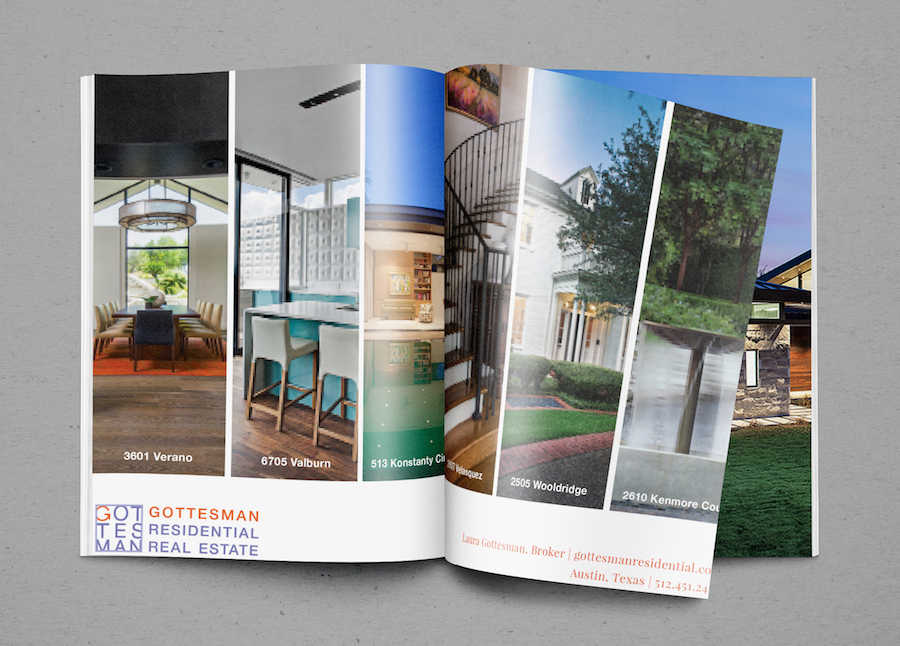 3601 Verano
6705 Valburn
513 Konstanty Ci
Velasquez
2505 Wooldridge
2610 Kenmore Cou
GOT
TES
MAN
GOTTESMAN
RESIDENTIAL
REAL ESTATE
Laura Gottesman, Broker | gottesmanresidential.co
Austin, Texas | 512.451.24